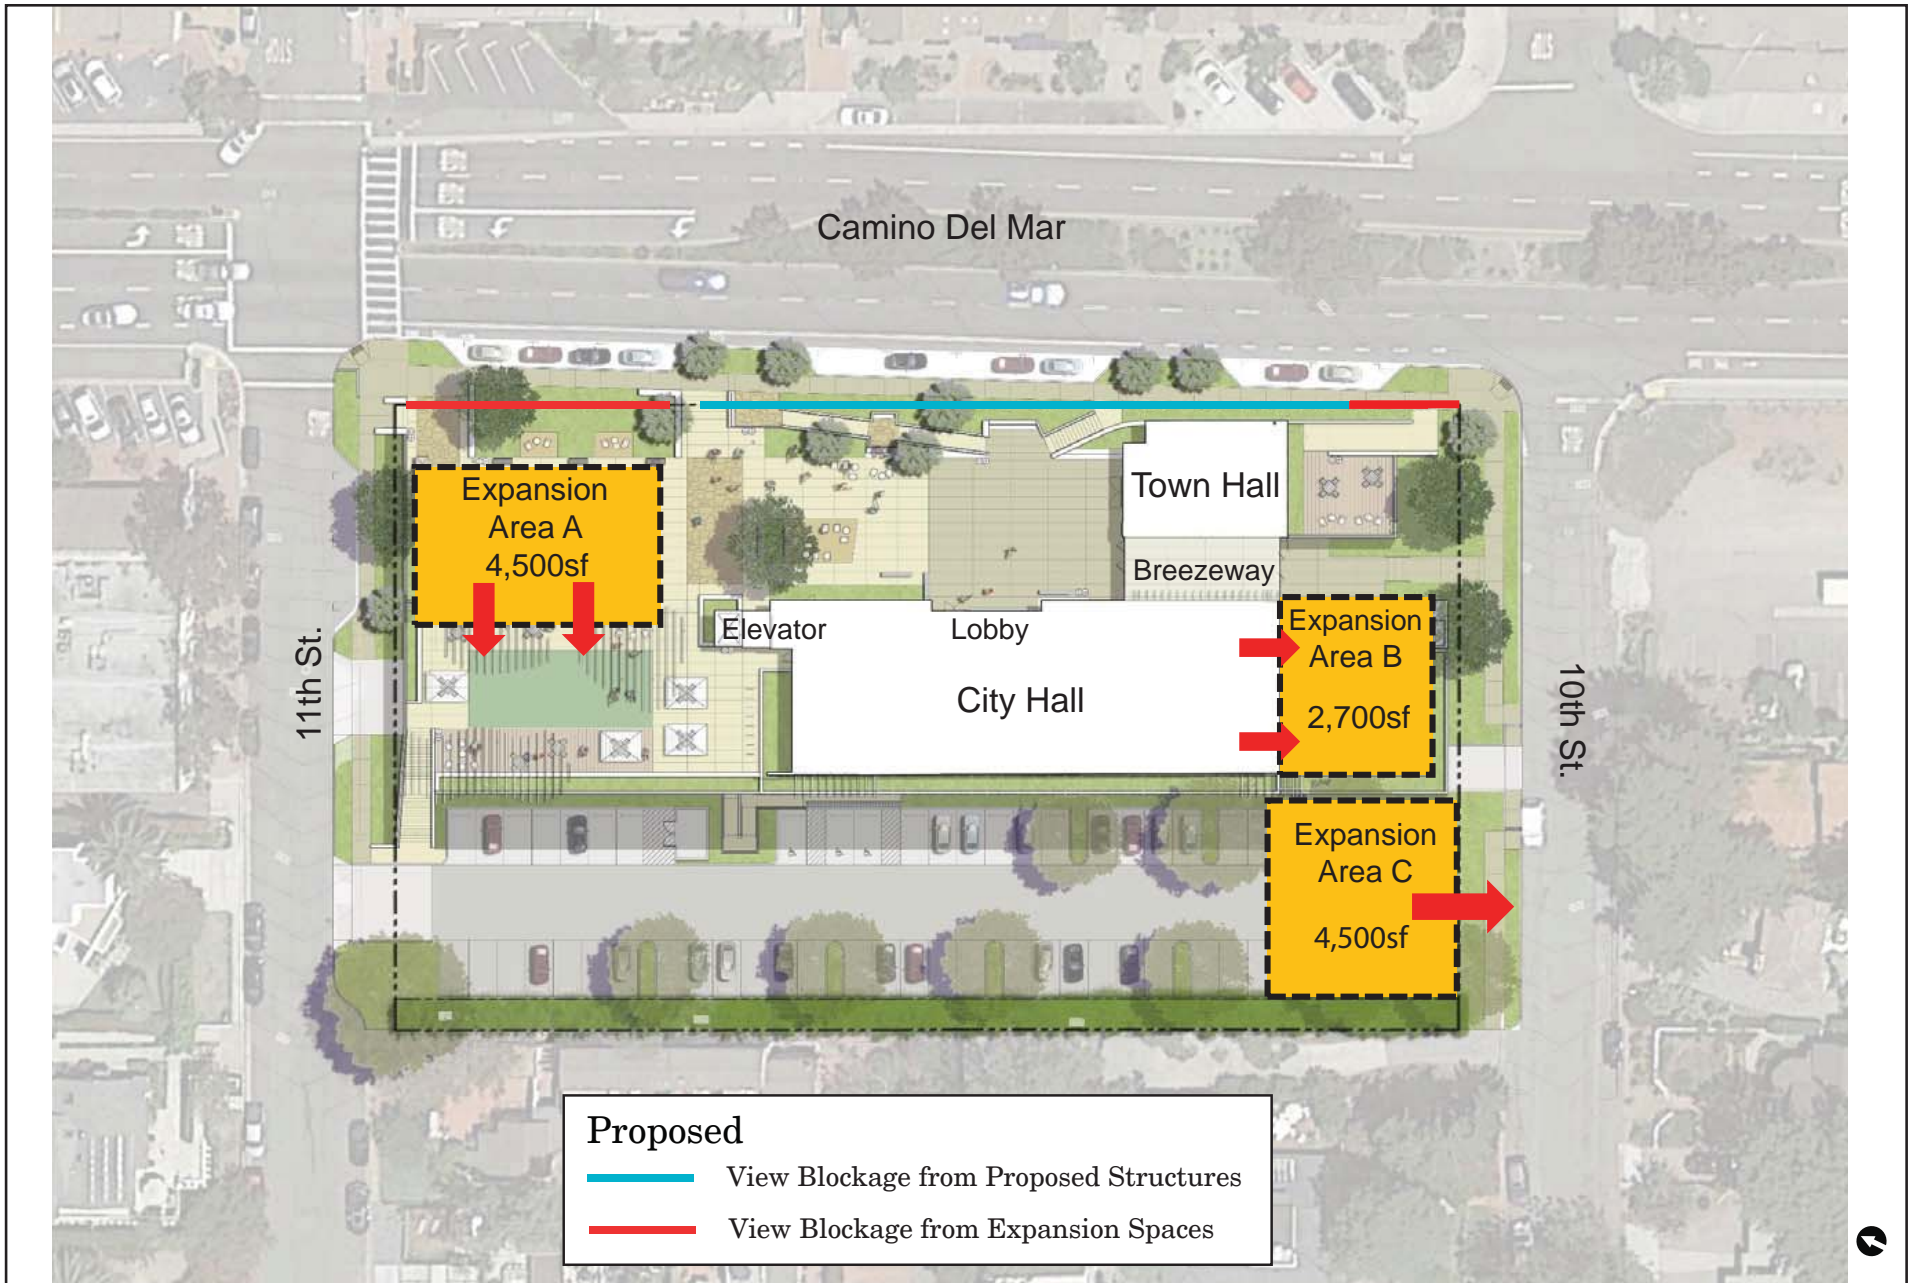 Camino Del Mar
Expansion
Area A
4,500sf
Town Hall
Breezeway
Elevator
Lobby
City Hall
Expansion
Area B
2,700sf
11th St.
10th St.
Expansion
Area C
4,500sf
Proposed
View Blockage from Proposed Structures
View Blockage from Expansion Spaces